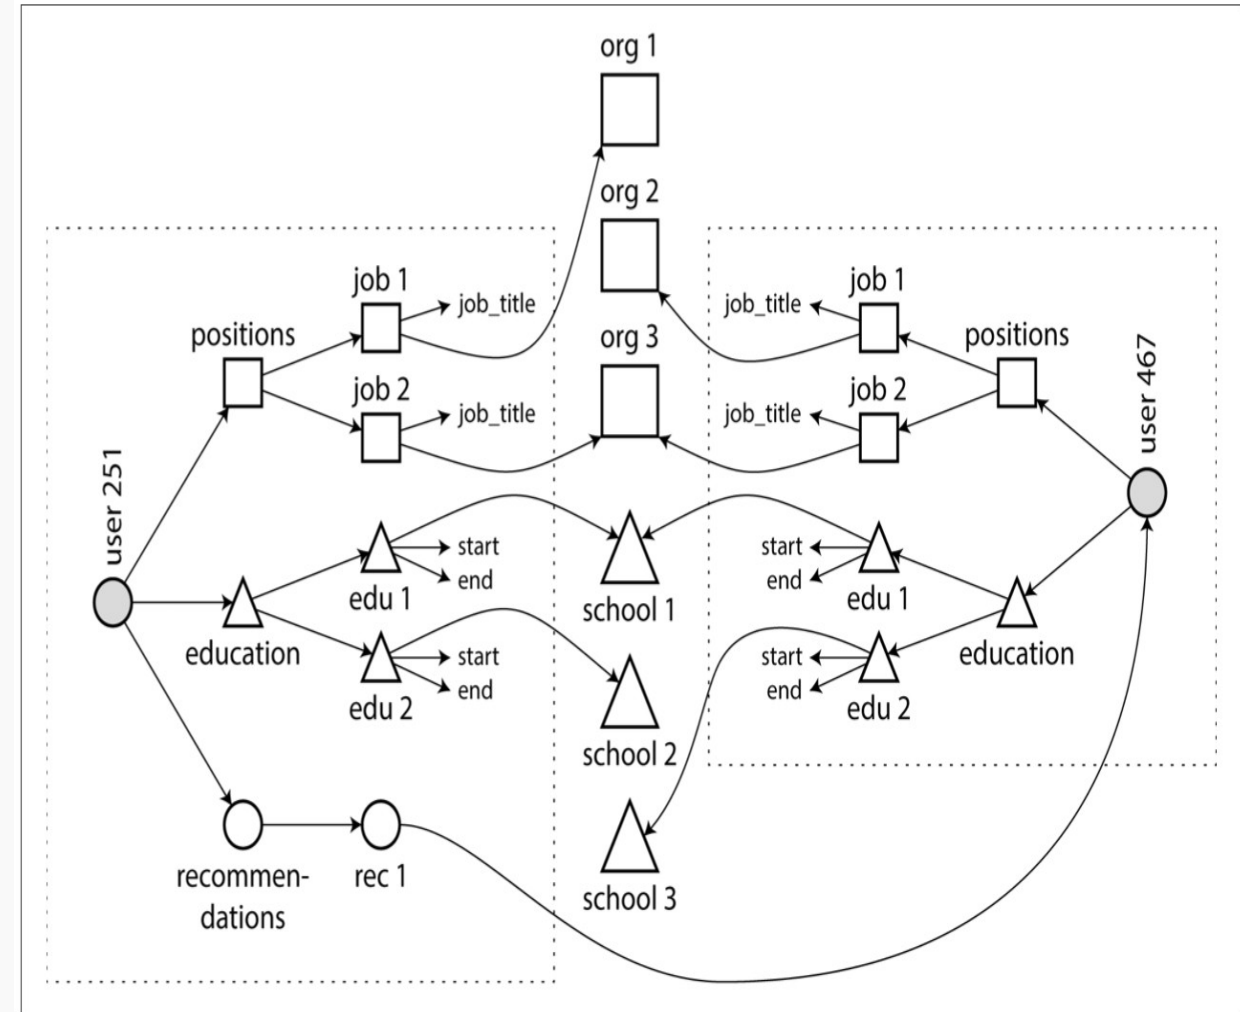 org 1
org 2
org 3
job 1
job_title
positions
job 2
job_title
user 251
edu 1
start
end
education
edu 2
start
end
recommen-
dations
rec 1
school 1
school 2
school 3
job 1
job_title
positions
job 2
job_title
user 467
start
end
edu 1
education
start
end
edu 2